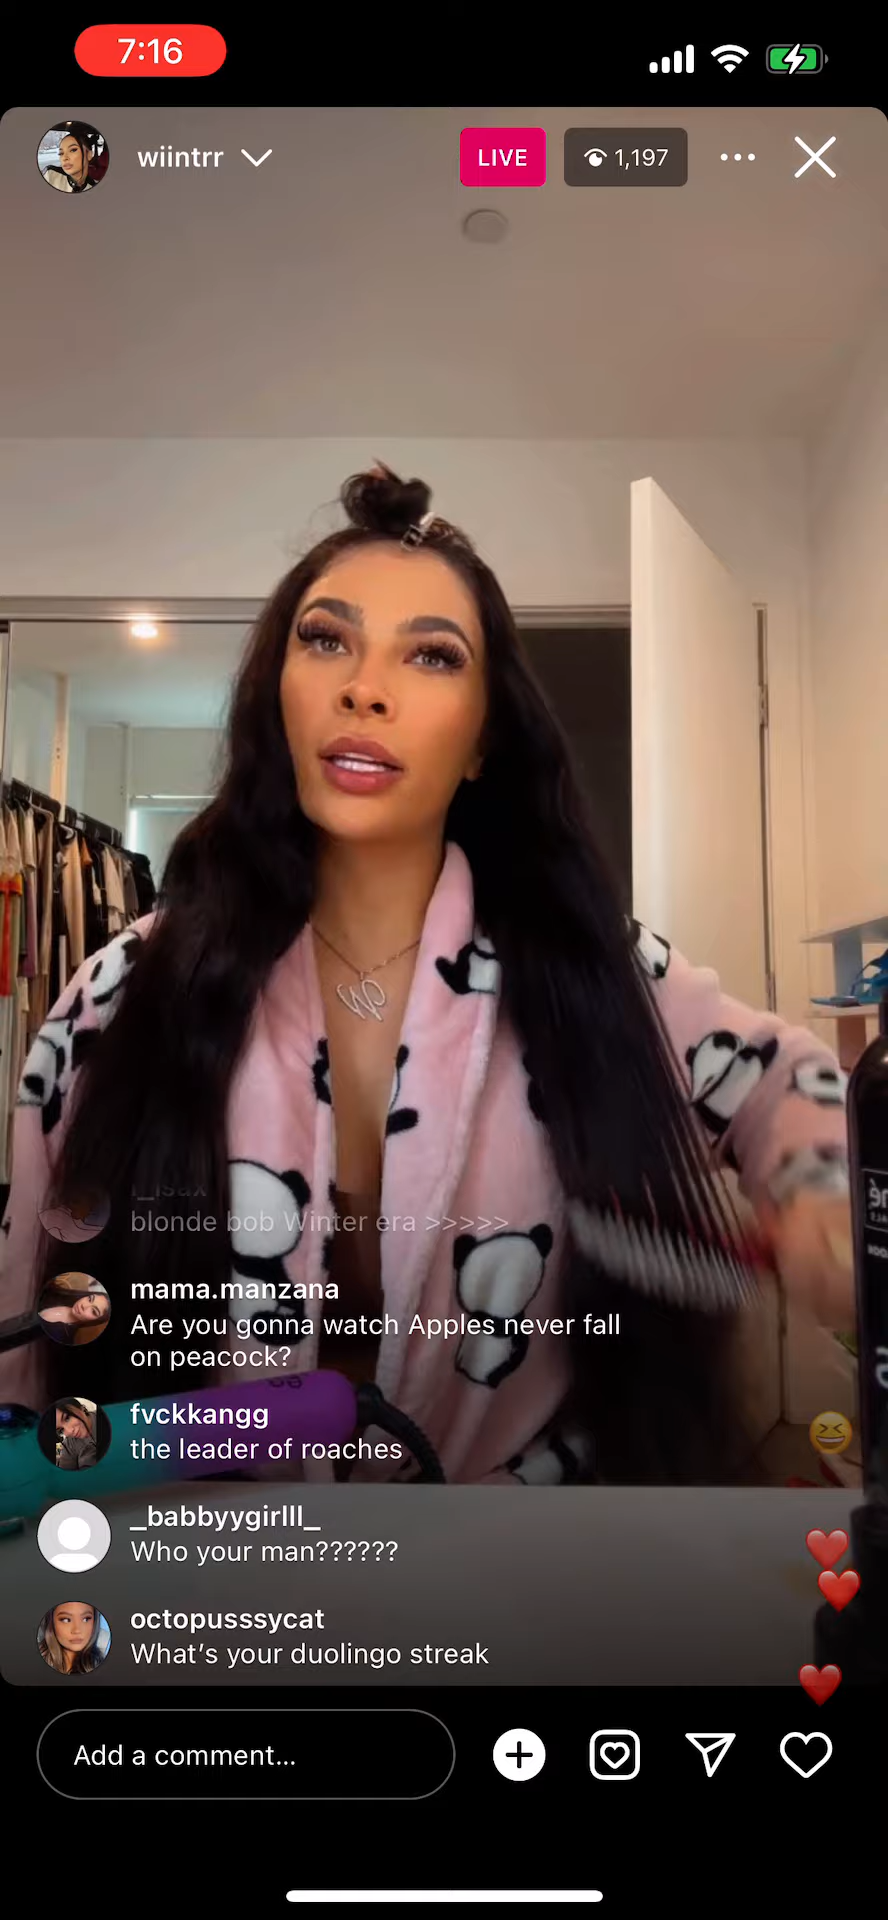 7:16
wiintrr
LIVE
1,197
blonde bob Winter era >>>>>
mama.manzana
Are you gonna watch Apples never fall
on peacock?
fvckkangg
the leader of roaches
_babbyygirlll_
Who your man??????
octopusssycat
What's your duolingo streak
Add a comment...